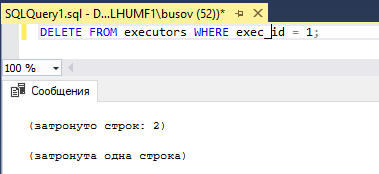 SQLQuery1.sql - D...LHUMF1\busov (52))*
DELETE FROM executors WHERE exec_id = 1;
100 %
Сообщения
(затронуто строк: 2)
(затронута одна строка)